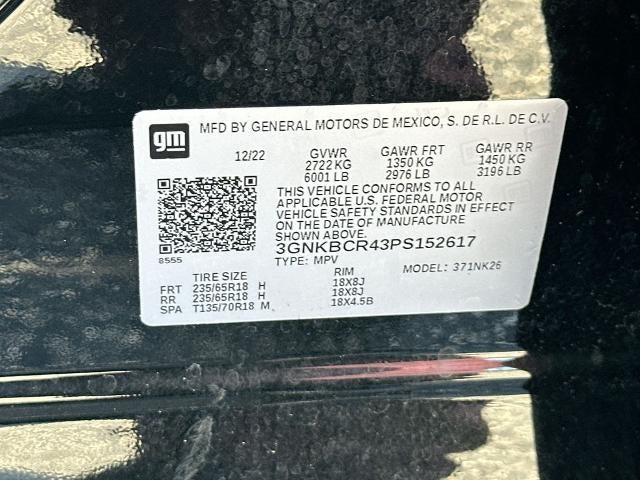 gm MFD BY GENERAL MOTORS DE MEXICO, S. DE R.L. DE C.V.
12/22 GVWR GAWR FRT GAWR RR
2722 KG 1350 KG 1450 KG
6001 LB 2976 LB 3196 LB
THIS VEHICLE CONFORMS TO ALL
APPLICABLE U.S. FEDERAL MOTOR
VEHICLE SAFETY STANDARDS IN EFFECT
ON THE DATE OF MANUFACTURE
SHOWN ABOVE.
3GNKBCR43PS152617
8555 TYPE: MPV MODEL: 371NK26
TIRE SIZE RIM
FRT 235/65R18 H 18X8J
RR 235/65R18 H 18X8J
SPA T135/70R18 M 18X4.5B